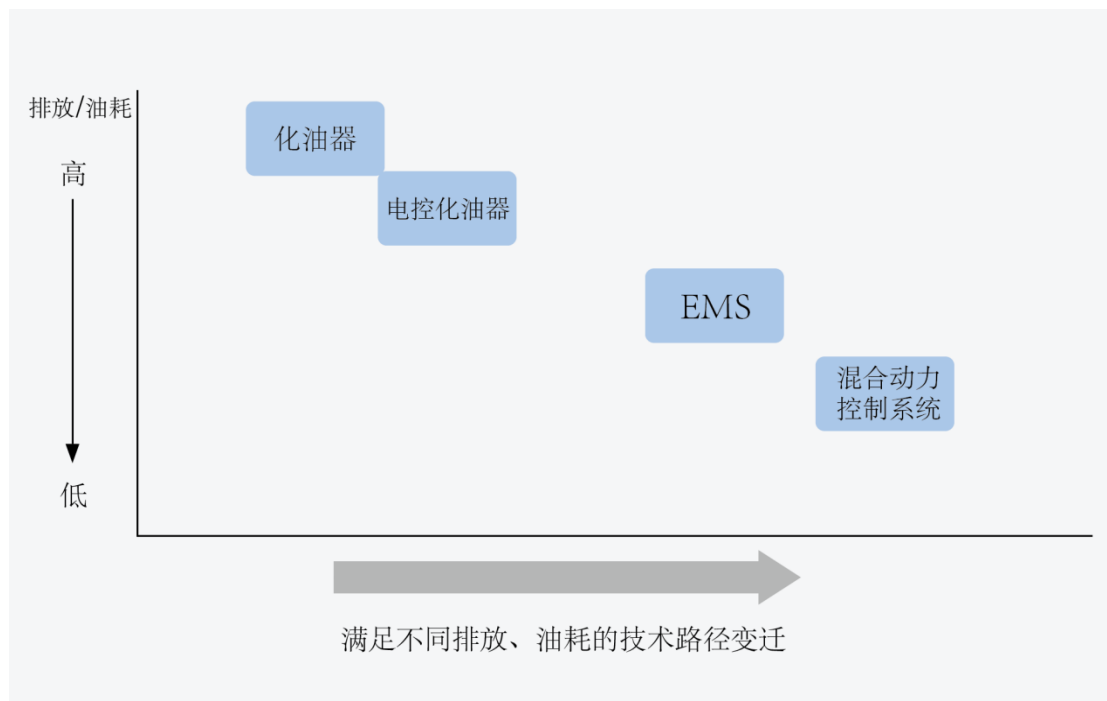 排放/油耗
高
低
化油器
电控化油器
EMS
混合动力
控制系统
满足不同排放、油耗的技术路径变迁